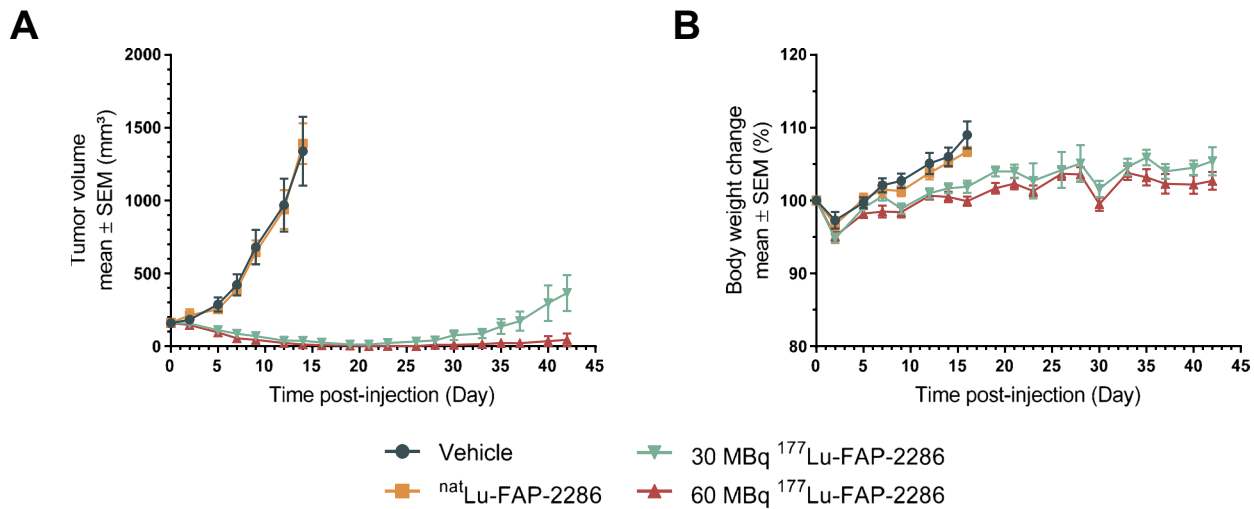 A
B
Tumor volume
mean ± SEM (mm³)
2000
1500
1000
500
0
0 5 10 15 20 25 30 35 40 45
Time post-injection (Day)
Body weight change
mean ± SEM (%)
120
110
100
90
80
0 5 10 15 20 25 30 35 40 45
Time post-injection (Day)
Vehicle
natLu-FAP-2286
30 MBq 177Lu-FAP-2286
60 MBq 177Lu-FAP-2286